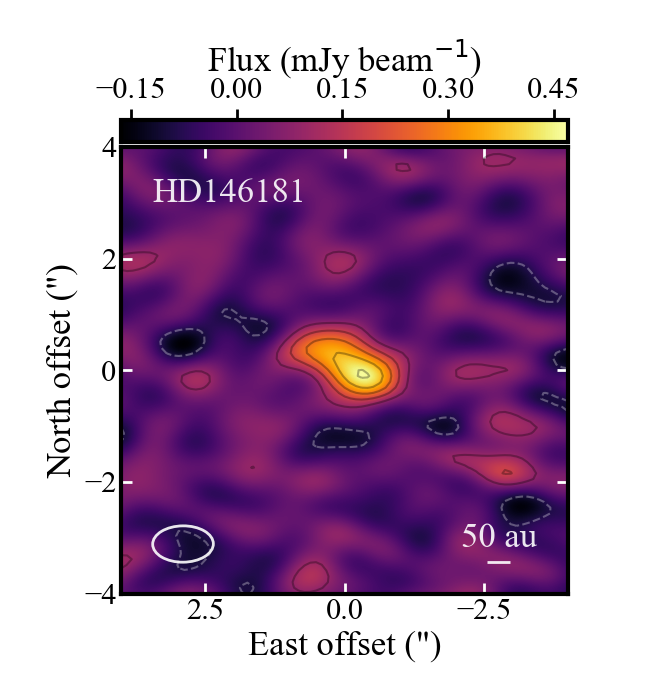 Flux (mJy beam⁻¹)
−0.15 0.00 0.15 0.30 0.45
4
HD146181
2
0
−2
−4
North offset (")
50 au
2.5 0.0 −2.5
East offset (")